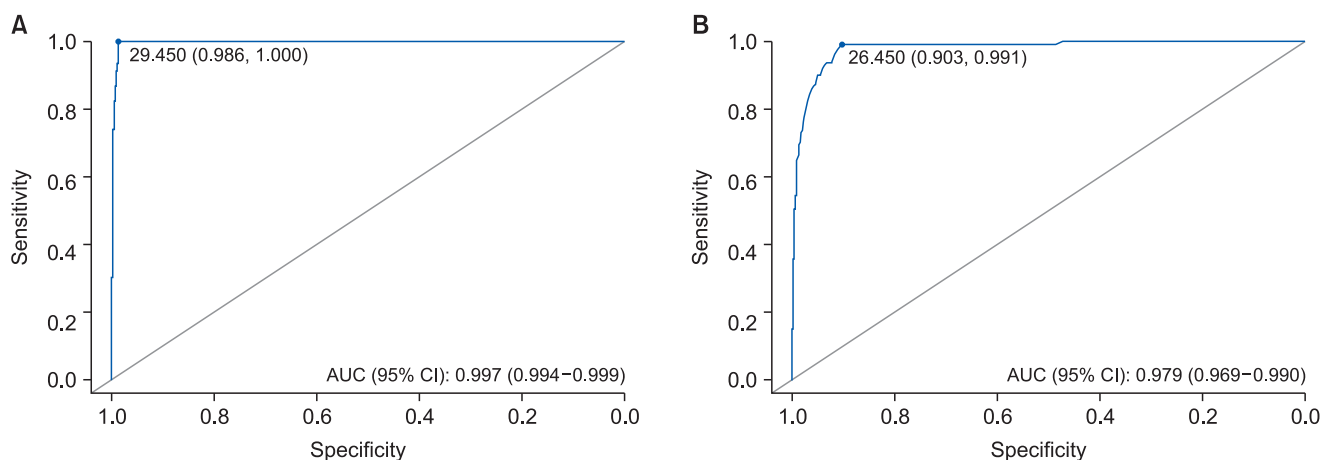 A
1.0
0.8
0.6
0.4
0.2
0.0
Sensitivity
29.450 (0.986, 1.000)
AUC (95% CI): 0.997 (0.994−0.999)
1.0 0.8 0.6 0.4 0.2 0.0
Specificity
B
1.0
0.8
0.6
0.4
0.2
0.0
Sensitivity
26.450 (0.903, 0.991)
AUC (95% CI): 0.979 (0.969−0.990)
1.0 0.8 0.6 0.4 0.2 0.0
Specificity